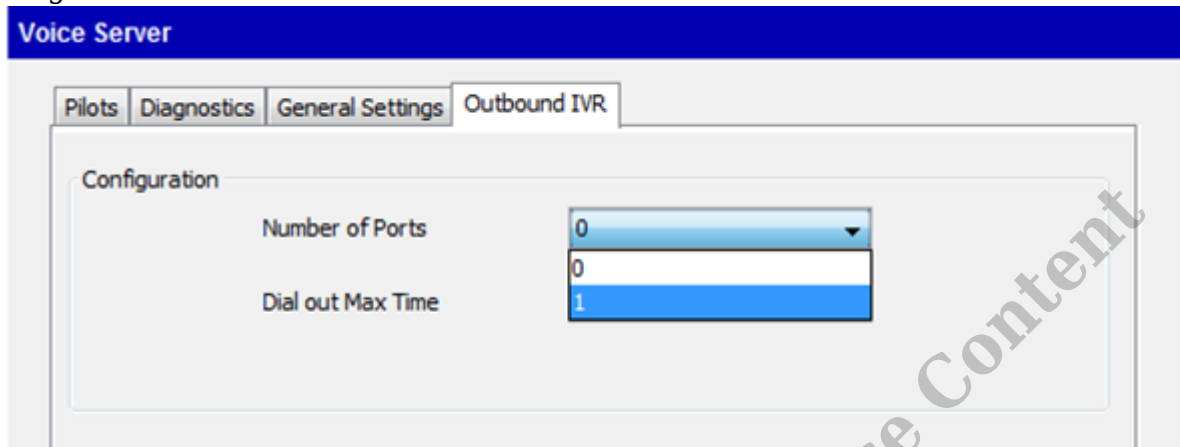 Voice Server
Pilots Diagnostics General Settings Outbound IVR
Configuration
Number of Ports 0
0
Dial out Max Time 1
Content